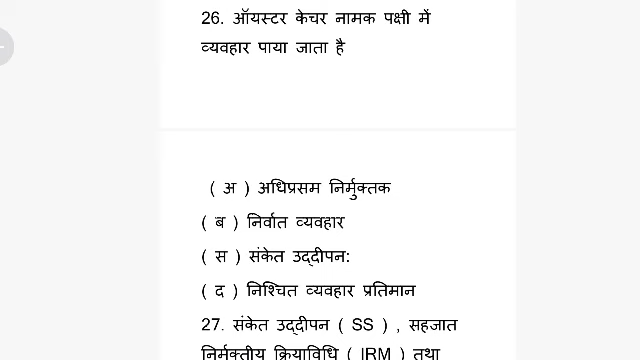 26. ऑयस्टर केचर नामक पक्षी में
व्यवहार पाया जाता है
( अ ) अधिप्रसम निर्मुक्तक
( ब ) निर्वात व्यवहार
( स ) संकेत उद्दीपन:
( द ) निश्चित व्यवहार प्रतिमान
27. संकेत उद्दीपन ( SS ) , सहजात
निर्मुक्तीय क्रियाविधि ( IRM ) तथा